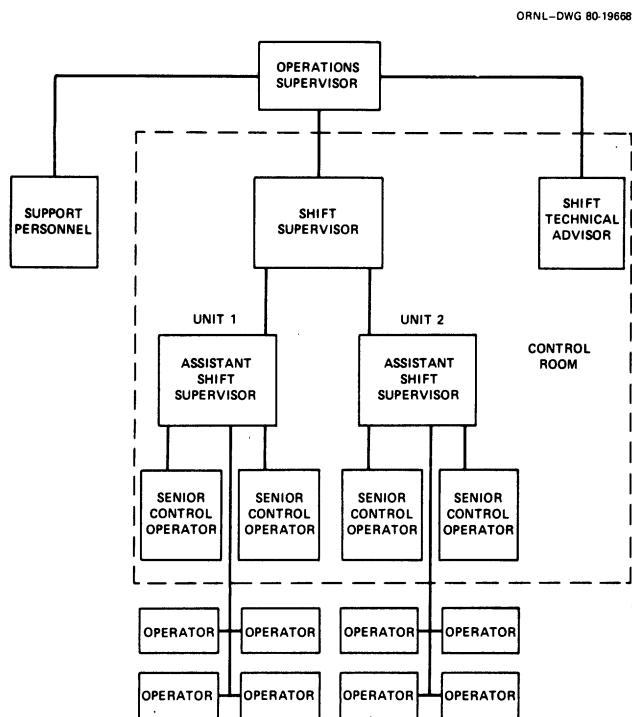 ORNL–DWG 80-19668
OPERATIONS
SUPERVISOR
SUPPORT
PERSONNEL
SHIFT
SUPERVISOR
SHIFT
TECHNICAL
ADVISOR
UNIT 1
UNIT 2
ASSISTANT
SHIFT
SUPERVISOR
ASSISTANT
SHIFT
SUPERVISOR
CONTROL
ROOM
SENIOR
CONTROL
OPERATOR
SENIOR
CONTROL
OPERATOR
SENIOR
CONTROL
OPERATOR
SENIOR
CONTROL
OPERATOR
OPERATOR
OPERATOR
OPERATOR
OPERATOR
OPERATOR
OPERATOR
OPERATOR
OPERATOR